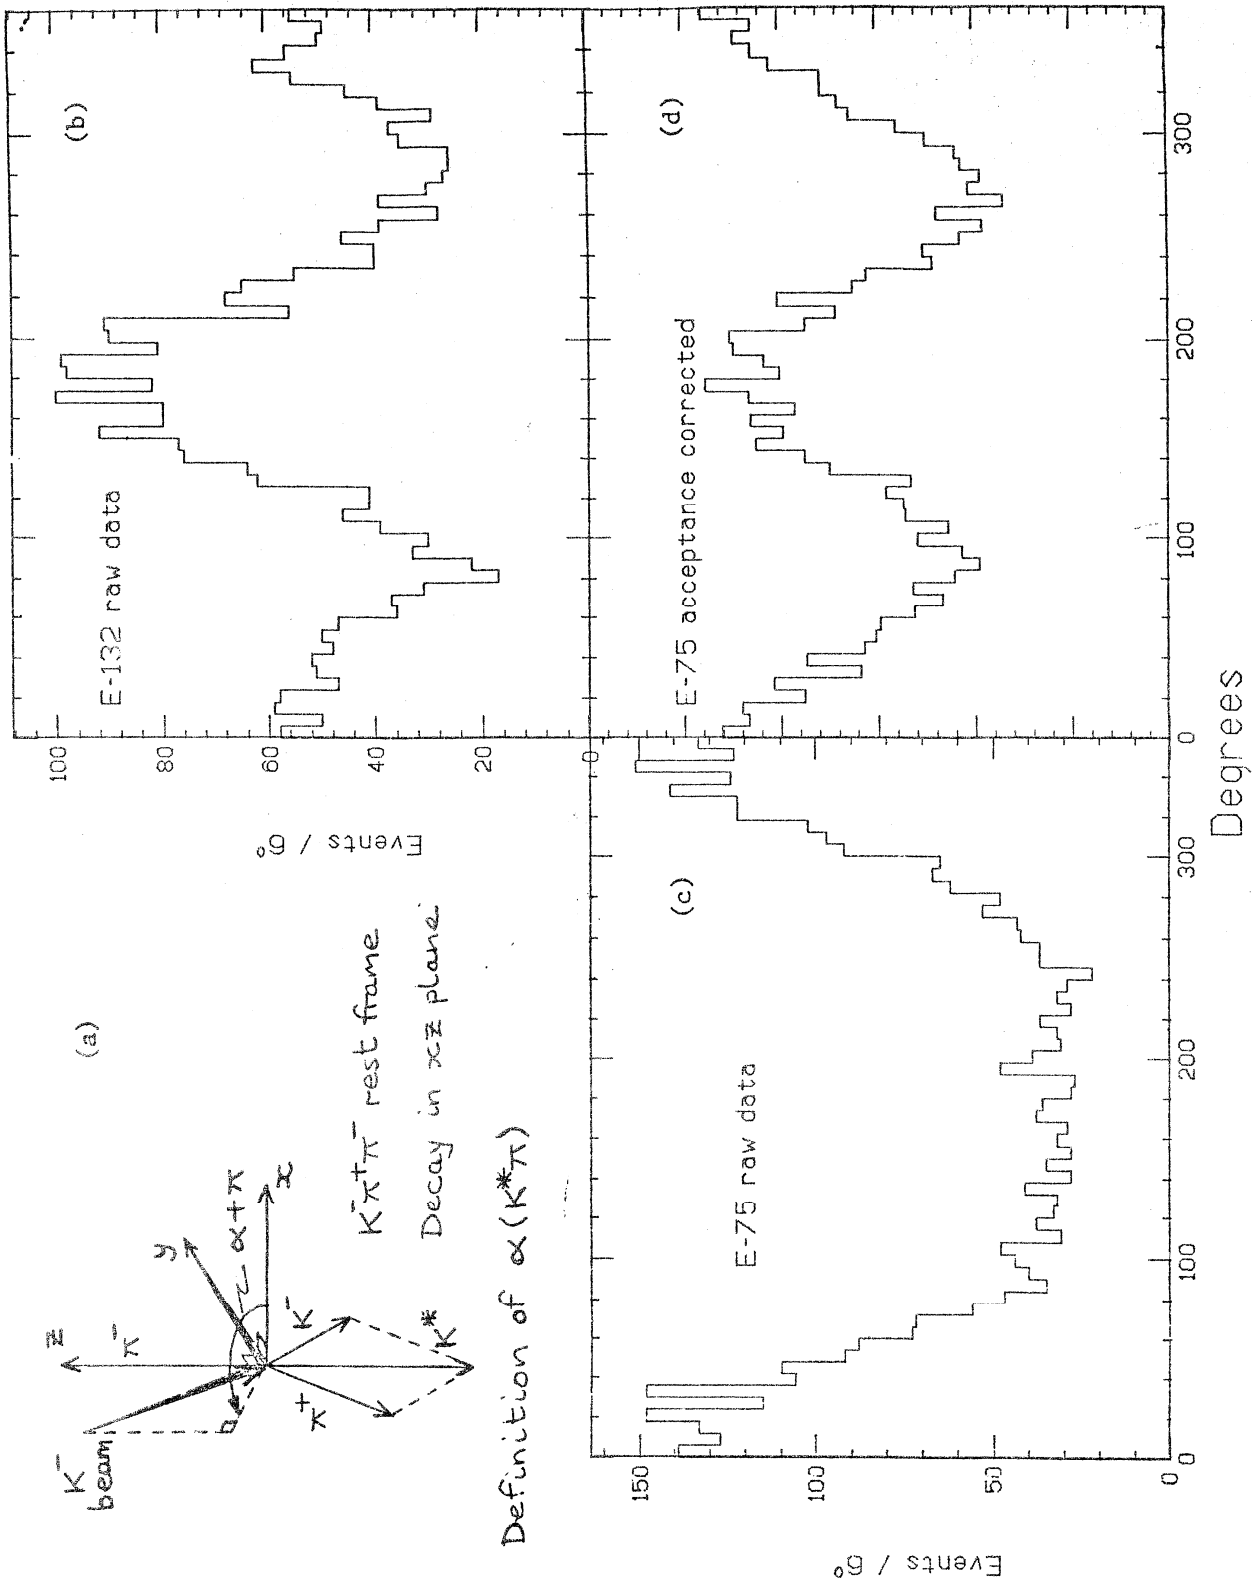 (a)
K⁻
beam
z
π⁻
y
α+π
x
K⁻
π⁺
K*
K⁻π⁺π⁻ rest frame
Decay in xz plane
Definition of α(K*π)
(b)
E-132 raw data
100
80
60
40
20
Events / 6°
(c)
E-75 raw data
150
100
50
0
Events / 6°
0
100
200
300
(d)
E-75 acceptance corrected
0
100
200
300
Degrees